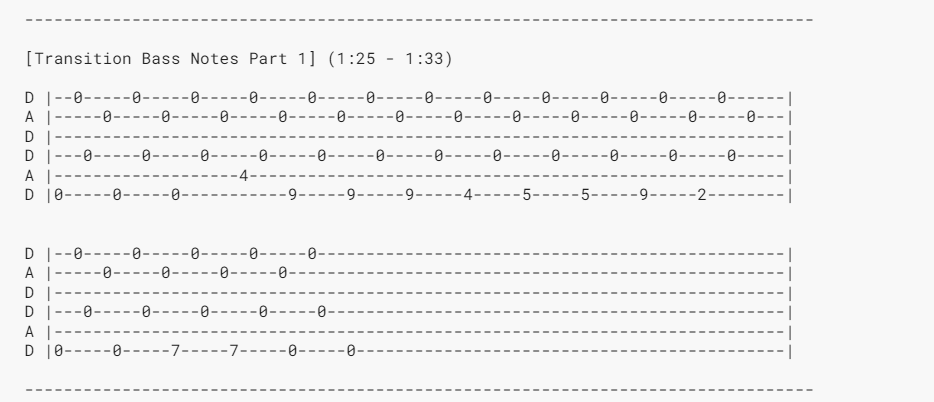 ---------------------------------------------------------------------------------
[Transition Bass Notes Part 1] (1:25 - 1:33)
D |--0-----0-----0-----0-----0-----0-----0-----0-----0-----0-----0-----0------|
A |-----0-----0-----0-----0-----0-----0-----0-----0-----0-----0-----0-----0---|
D |---------------------------------------------------------------------------|
D |---0-----0-----0-----0-----0-----0-----0-----0-----0-----0-----0-----0-----|
A |-------------------4-------------------------------------------------------|
D |0-----0-----0-----------9-----9-----9-----4-----5-----5-----9-----2--------|
D |--0-----0-----0-----0-----0------------------------------------------------|
A |-----0-----0-----0-----0---------------------------------------------------|
D |---------------------------------------------------------------------------|
D |---0-----0-----0-----0-----0-----------------------------------------------|
A |---------------------------------------------------------------------------|
D |0-----0-----7-----7-----0-----0--------------------------------------------|
---------------------------------------------------------------------------------